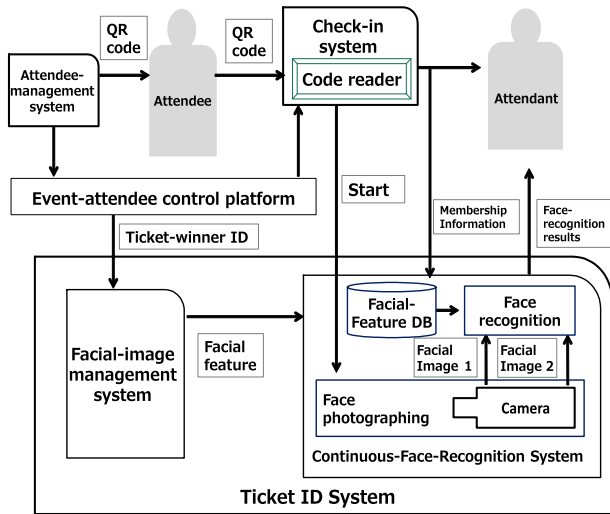 QR
code
QR
code
Check-in
system
Code reader
Attendee-
management
system
Attendee
Attendant
Event-attendee control platform
Start
Ticket-winner ID
Membership
Information
Face-
recognition
results
Facial-image
management
system
Facial
feature
Facial-
Feature DB
Face
recognition
Facial
Image 1
Facial
Image 2
Face
photographing
Camera
Continuous-Face-Recognition System
Ticket ID System